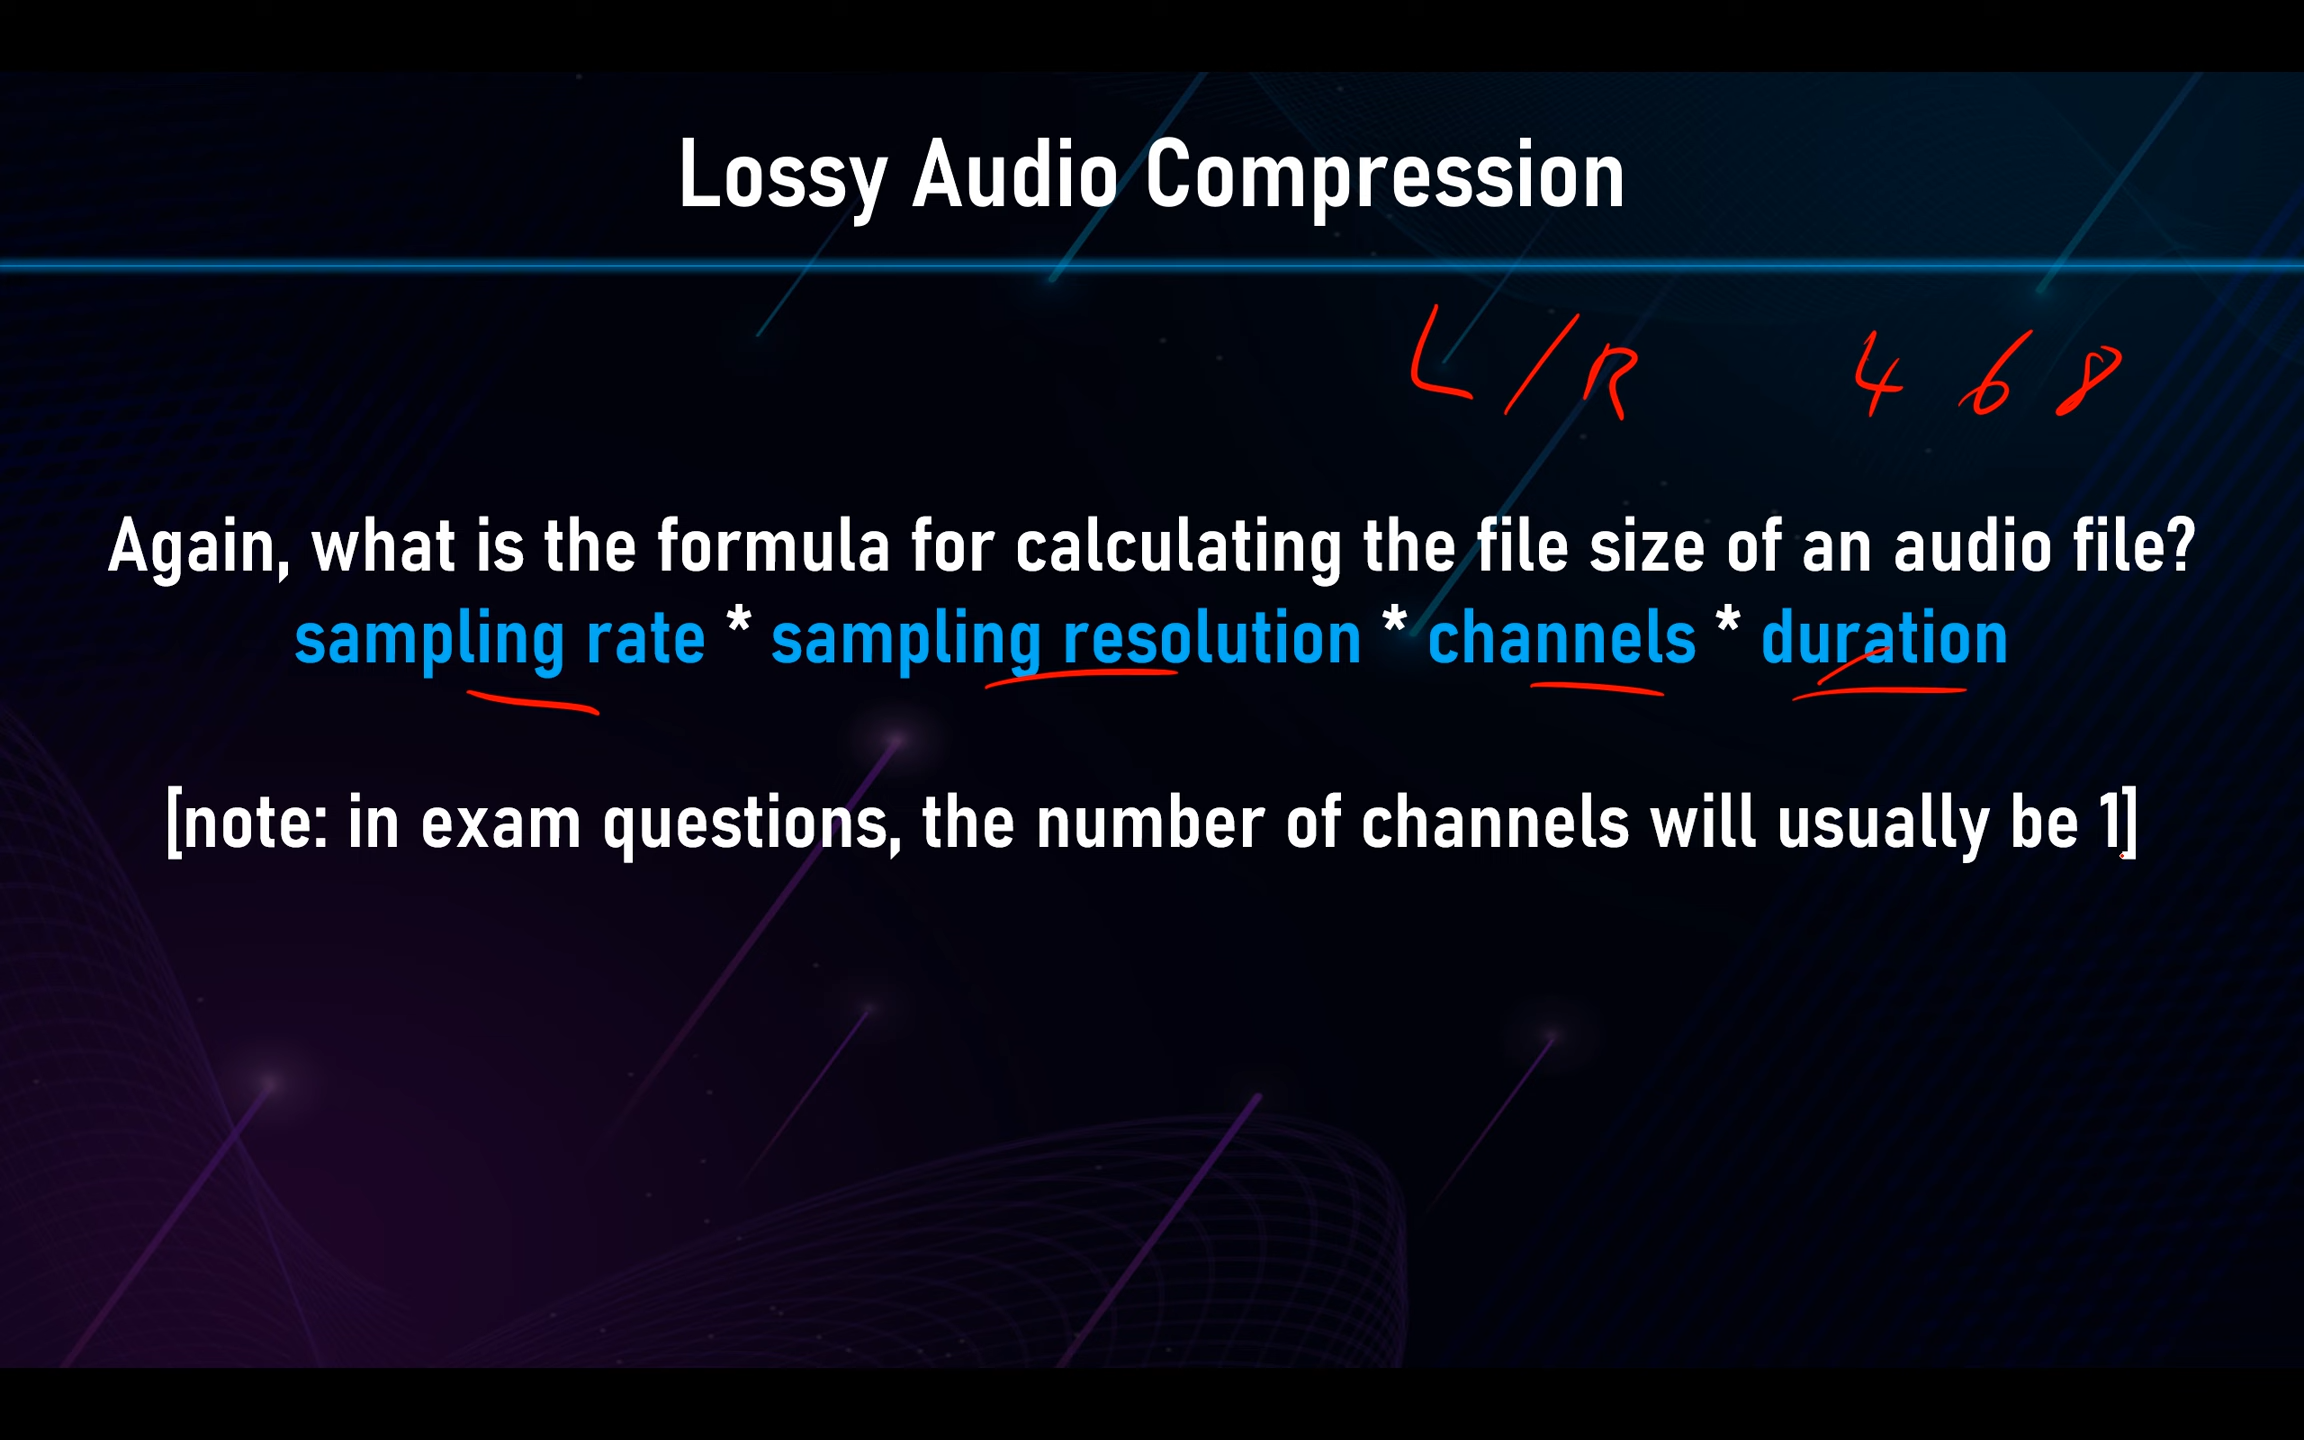 Lossy Audio Compression
L/R 4 6 8
Again, what is the formula for calculating the file size of an audio file?
sampling rate * sampling resolution * channels * duration
[note: in exam questions, the number of channels will usually be 1]